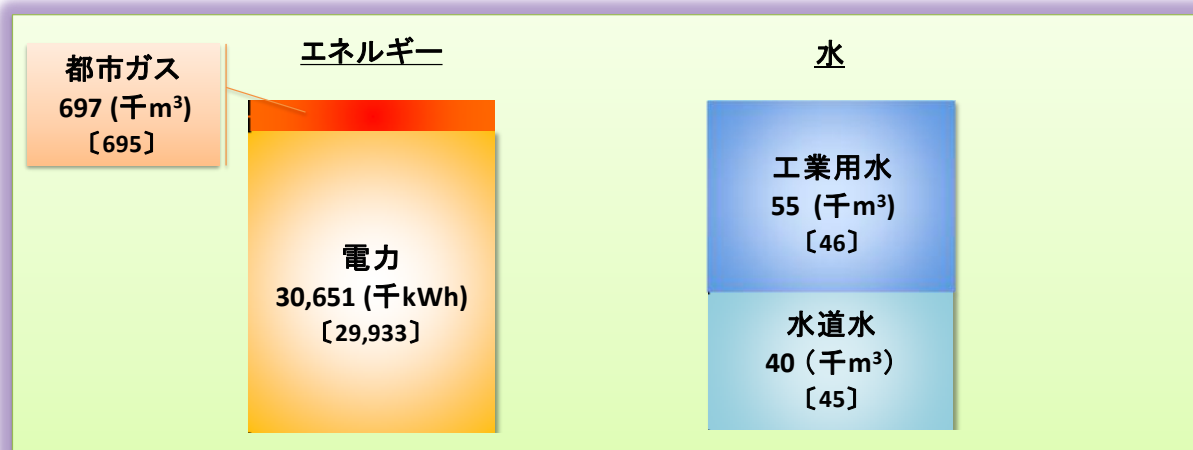 エネルギー
都市ガス
697 (千m³)
〔695〕
電力
30,651 (千kWh)
〔29,933〕
水
工業用水
55 (千m³)
〔46〕
水道水
40（千m³）
〔45〕